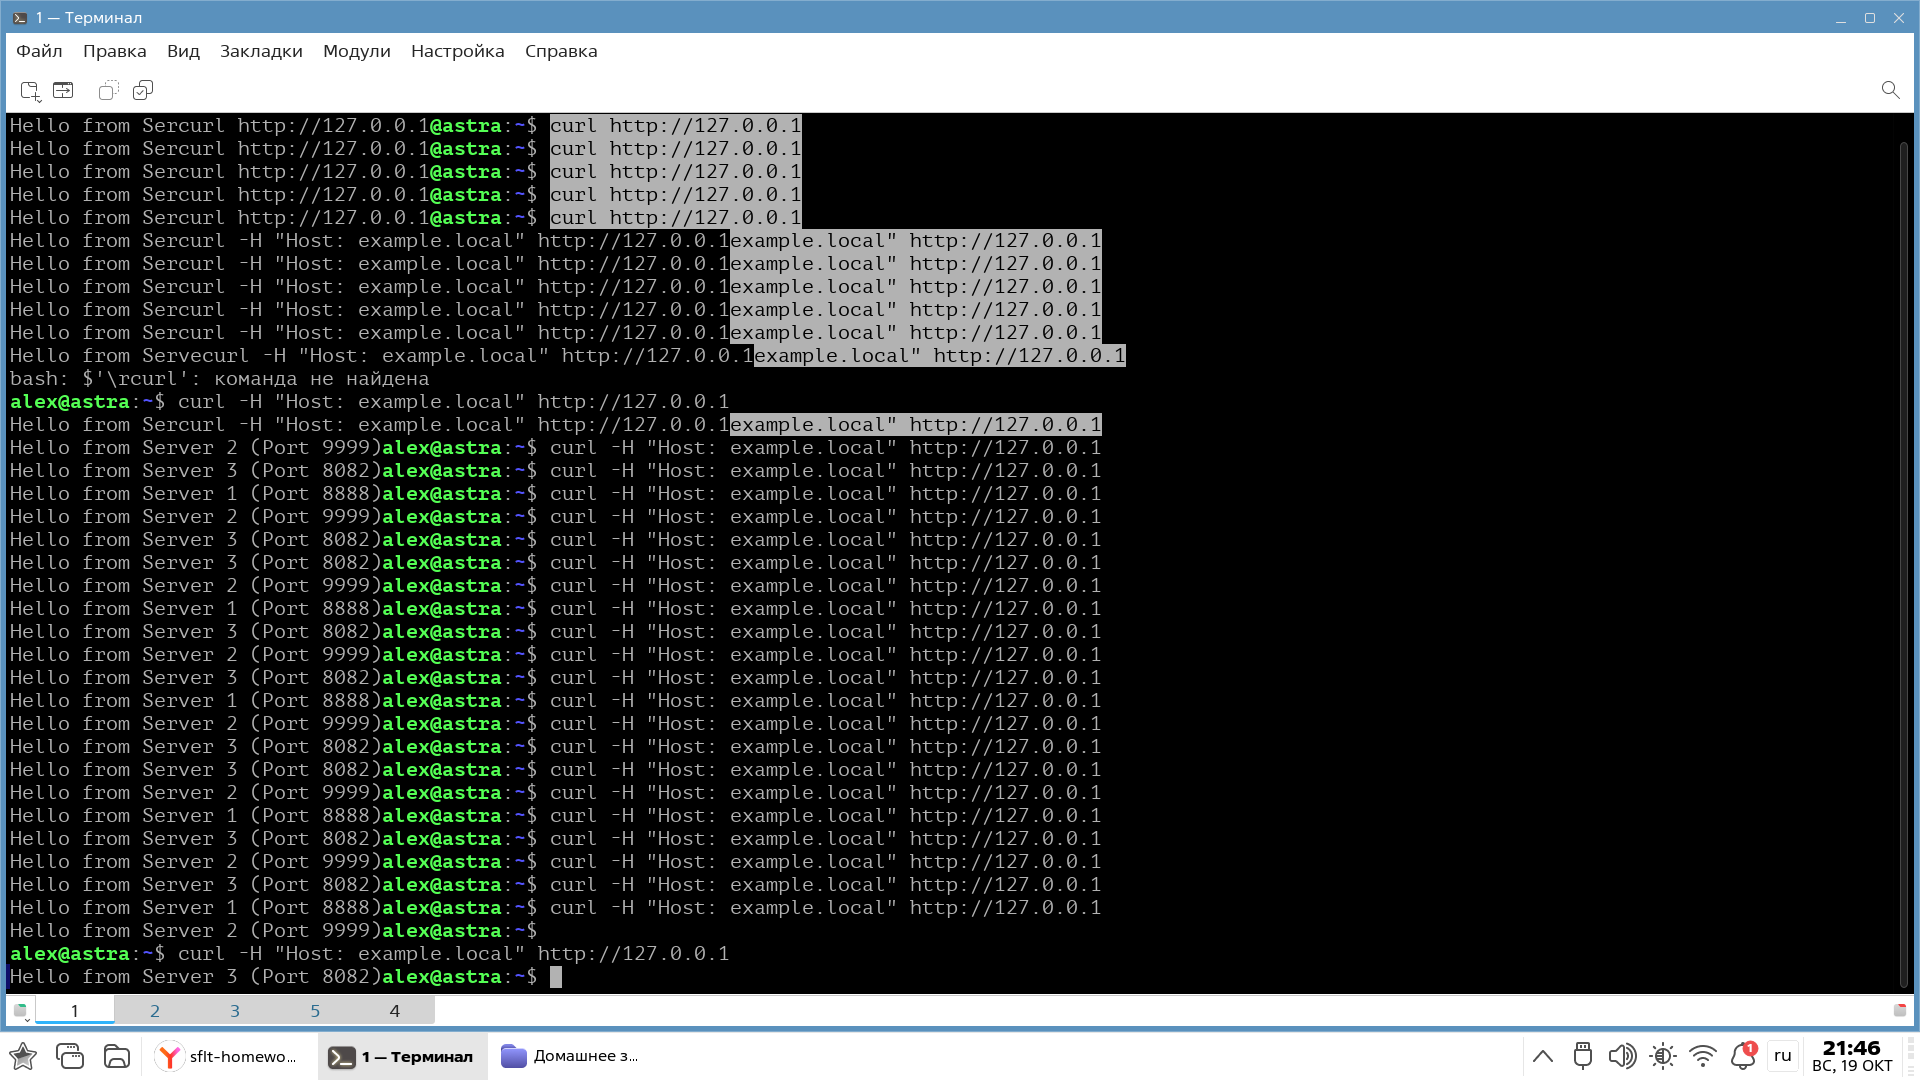 1 — Терминал
Файл Правка Вид Закладки Модули Настройка Справка
Hello from Sercurl http://127.0.0.1@astra:~$ curl http://127.0.0.1
Hello from Sercurl http://127.0.0.1@astra:~$ curl http://127.0.0.1
Hello from Sercurl http://127.0.0.1@astra:~$ curl http://127.0.0.1
Hello from Sercurl http://127.0.0.1@astra:~$ curl http://127.0.0.1
Hello from Sercurl http://127.0.0.1@astra:~$ curl http://127.0.0.1
Hello from Sercurl -H "Host: example.local" http://127.0.0.1example.local" http://127.0.0.1
Hello from Sercurl -H "Host: example.local" http://127.0.0.1example.local" http://127.0.0.1
Hello from Sercurl -H "Host: example.local" http://127.0.0.1example.local" http://127.0.0.1
Hello from Sercurl -H "Host: example.local" http://127.0.0.1example.local" http://127.0.0.1
Hello from Sercurl -H "Host: example.local" http://127.0.0.1example.local" http://127.0.0.1
Hello from Servecurl -H "Host: example.local" http://127.0.0.1example.local" http://127.0.0.1
bash: $'\rcurl': команда не найдена
alex@astra:~$ curl -H "Host: example.local" http://127.0.0.1
Hello from Sercurl -H "Host: example.local" http://127.0.0.1example.local" http://127.0.0.1
Hello from Server 2 (Port 9999)alex@astra:~$ curl -H "Host: example.local" http://127.0.0.1
Hello from Server 3 (Port 8082)alex@astra:~$ curl -H "Host: example.local" http://127.0.0.1
Hello from Server 1 (Port 8888)alex@astra:~$ curl -H "Host: example.local" http://127.0.0.1
Hello from Server 2 (Port 9999)alex@astra:~$ curl -H "Host: example.local" http://127.0.0.1
Hello from Server 3 (Port 8082)alex@astra:~$ curl -H "Host: example.local" http://127.0.0.1
Hello from Server 3 (Port 8082)alex@astra:~$ curl -H "Host: example.local" http://127.0.0.1
Hello from Server 2 (Port 9999)alex@astra:~$ curl -H "Host: example.local" http://127.0.0.1
Hello from Server 1 (Port 8888)alex@astra:~$ curl -H "Host: example.local" http://127.0.0.1
Hello from Server 3 (Port 8082)alex@astra:~$ curl -H "Host: example.local" http://127.0.0.1
Hello from Server 2 (Port 9999)alex@astra:~$ curl -H "Host: example.local" http://127.0.0.1
Hello from Server 3 (Port 8082)alex@astra:~$ curl -H "Host: example.local" http://127.0.0.1
Hello from Server 1 (Port 8888)alex@astra:~$ curl -H "Host: example.local" http://127.0.0.1
Hello from Server 2 (Port 9999)alex@astra:~$ curl -H "Host: example.local" http://127.0.0.1
Hello from Server 3 (Port 8082)alex@astra:~$ curl -H "Host: example.local" http://127.0.0.1
Hello from Server 3 (Port 8082)alex@astra:~$ curl -H "Host: example.local" http://127.0.0.1
Hello from Server 2 (Port 9999)alex@astra:~$ curl -H "Host: example.local" http://127.0.0.1
Hello from Server 1 (Port 8888)alex@astra:~$ curl -H "Host: example.local" http://127.0.0.1
Hello from Server 3 (Port 8082)alex@astra:~$ curl -H "Host: example.local" http://127.0.0.1
Hello from Server 2 (Port 9999)alex@astra:~$ curl -H "Host: example.local" http://127.0.0.1
Hello from Server 3 (Port 8082)alex@astra:~$ curl -H "Host: example.local" http://127.0.0.1
Hello from Server 1 (Port 8888)alex@astra:~$ curl -H "Host: example.local" http://127.0.0.1
Hello from Server 2 (Port 9999)alex@astra:~$
alex@astra:~$ curl -H "Host: example.local" http://127.0.0.1
Hello from Server 3 (Port 8082)alex@astra:~$
1 2 3 5 4
sflt-homewo... 1 — Терминал Домашнее з... 1 ru 21:46
ВС, 19 ОКТ